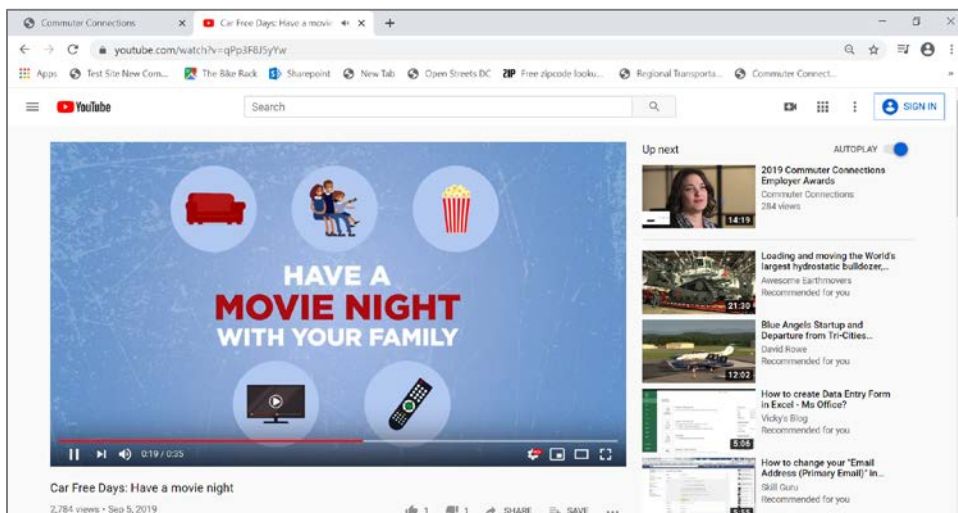 Commuter Connections
Car Free Days: Have a movie
youtube.com/watch?v=qPp3F8J5yYw
Apps
Test Site New Com...
The Bike Rack
Sharepoint
New Tab
Open Streets DC
ZIP Free zipcode looku...
Regional Transporta...
Commuter Connect...
YouTube
Search
SIGN IN
HAVE A
MOVIE NIGHT
WITH YOUR FAMILY
0:19 / 0:35
Car Free Days: Have a movie night
2,784 views • Sep 5, 2019
1
1
SHARE
SAVE
Up next
AUTOPLAY
2019 Commuter Connections
Employer Awards
Commuter Connections
284 views
14:19
Loading and moving the World's
largest hydrostatic bulldozer,...
Awesome Earthmovers
Recommended for you
21:30
Blue Angels Startup and
Departure from Tri-Cities...
David Rowe
Recommended for you
12:02
How to create Data Entry Form
in Excel - Ms Office?
Vicky's Blog
Recommended for you
5:06
How to change your "Email
Address (Primary Email)" in...
Skill Guru
Recommended for you